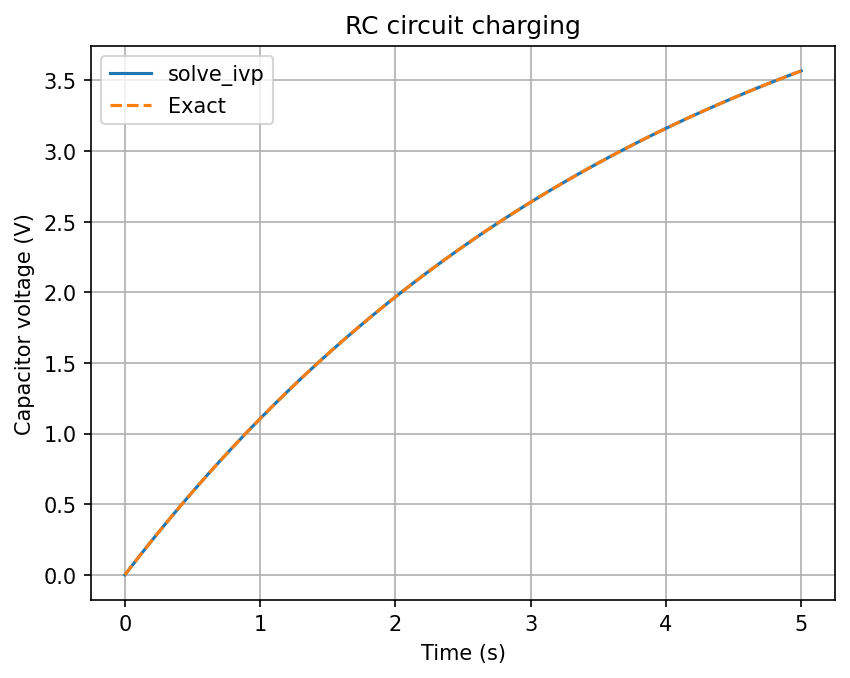 RC circuit charging
solve_ivp
Exact
Capacitor voltage (V)
3.5
3.0
2.5
2.0
1.5
1.0
0.5
0.0
0 1 2 3 4 5
Time (s)